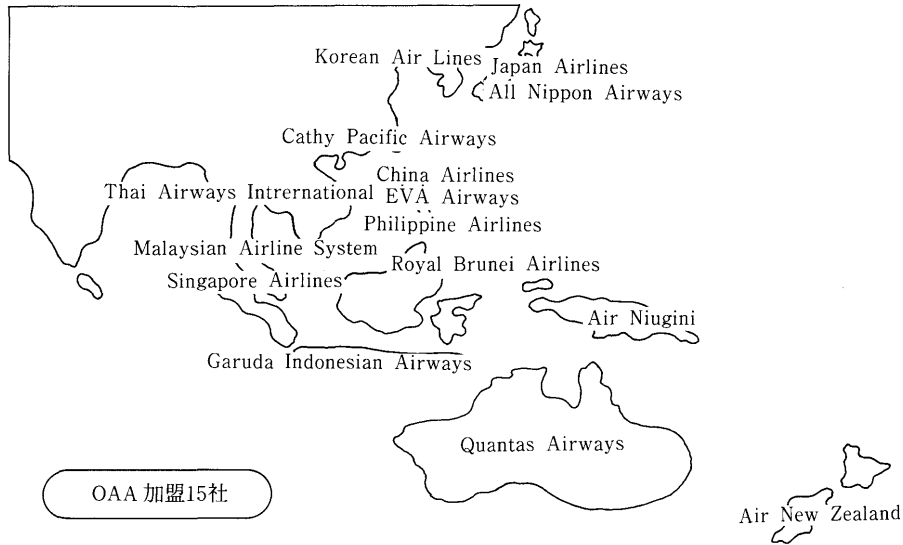 Korean Air Lines
Japan Airlines
All Nippon Airways
Cathy Pacific Airways
China Airlines
Thai Airways Intrernational
EVA Airways
Philippine Airlines
Malaysian Airline System
Royal Brunei Airlines
Singapore Airlines
Air Niugini
Garuda Indonesian Airways
Quantas Airways
OAA 加盟15社
Air New Zealand